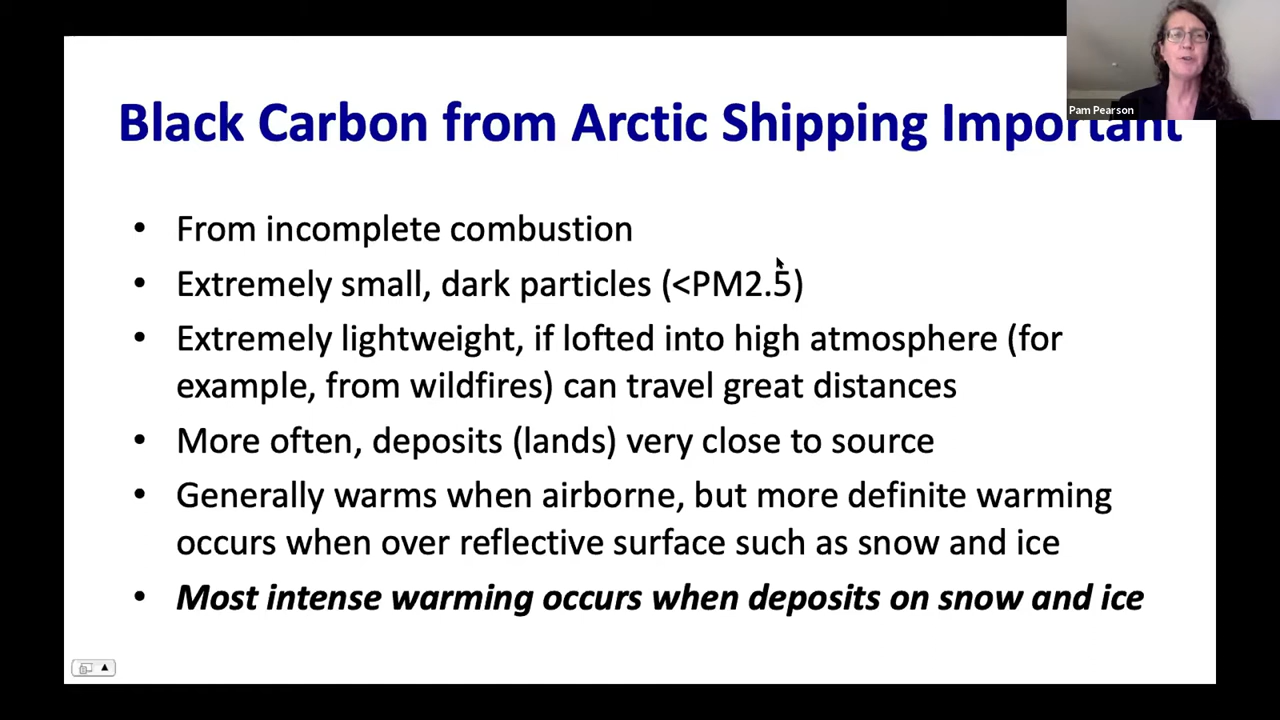 Pam Pearson
Black Carbon from Arctic Shipping Important
• From incomplete combustion
• Extremely small, dark particles (<PM2.5)
• Extremely lightweight, if lofted into high atmosphere (for
example, from wildfires) can travel great distances
• More often, deposits (lands) very close to source
• Generally warms when airborne, but more definite warming
occurs when over reflective surface such as snow and ice
• Most intense warming occurs when deposits on snow and ice